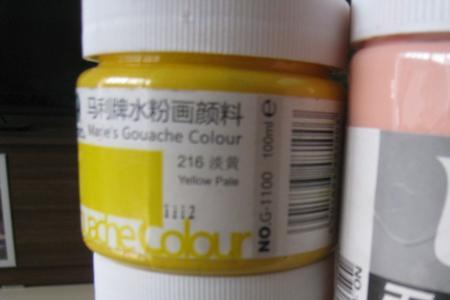 马利牌水粉画颜料
Marie's Gouache Colour
216 淡黄
Yellow Pale
1112
uache Colour
NO.G-1100 100ml e
NO.